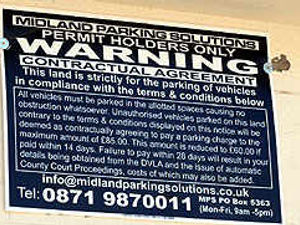 MIDLAND PARKING SOLUTIONS
PERMIT HOLDERS ONLY
WARNING
CONTRACTUAL AGREEMENT
This land is strictly for the parking of vehicles
in compliance with the terms & conditions below
All vehicles must be parked in the allotted spaces causing no
obstruction whatsoever. Unauthorised vehicles parked on this land
contrary to the terms & conditions displayed on this notice will be
deemed as contractually agreeing to pay a parking charge to the
maximum amount of £85.00. This amount is reduced to £60.00 if
paid within 14 days. Failure to pay within 28 days will result in your
details being obtained from the DVLA and the issue of automatic
County Court Proceedings, costs of which may also be added.
info@midlandparkingsolutions.co.uk
Tel: 0871 9870011 MPS PO Box 5363
(Mon-Fri, 9am -5pm)